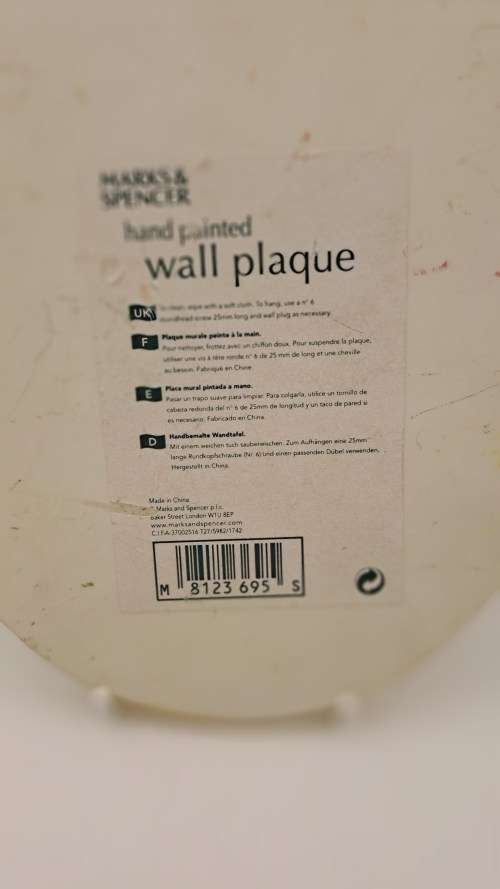 MARKS &
SPENCER
hand painted
wall plaque
UK To clean, wipe with a soft cloth. To hang, use a n° 6
roundhead screw 25mm long and wall plug as necessary.
F Plaque murale peinte à la main.
Pour nettoyer, frottez avec un chiffon doux. Pour suspendre la plaque,
utiliser une vis à tête ronde n° 6 de 25 mm de long et une cheville
au besoin. Fabriqué en Chine.
E Placa mural pintada a mano.
Pasar un trapo suave para limpiar. Para colgarla, utilice un tornillo de
cabeza redonda del n° 6 de 25mm de longitud y un taco de pared si
es necesario. Fabricado en China.
D Handbemalte Wandtafel.
Mit einem weichen tuch sauberwischen. Zum Aufhängen eine 25mm
lange Rundkopfschraube (Nr. 6) und einen passenden Dübel verwenden.
Hergestellt in China.
Made in China
Marks and Spencer p.l.c.
Baker Street London W1U 8EP
www.marksandspencer.com
C.I.F.A-37002516 T27/5982/1742
M 8123 695 S